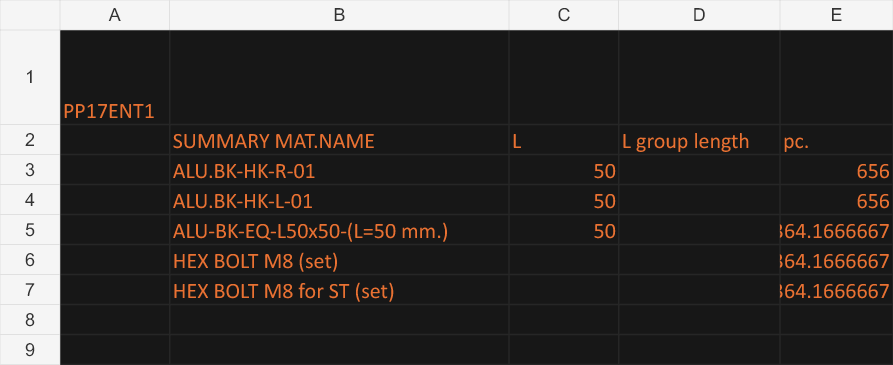 A B C D E
1
PP17ENT1
2 SUMMARY MAT.NAME L L group length pc.
3 ALU.BK-HK-R-01 50 656
4 ALU.BK-HK-L-01 50 656
5 ALU-BK-EQ-L50x50-(L=50 mm.) 50 64.1666667
6 HEX BOLT M8 (set) 64.1666667
7 HEX BOLT M8 for ST (set) 64.1666667
8
9